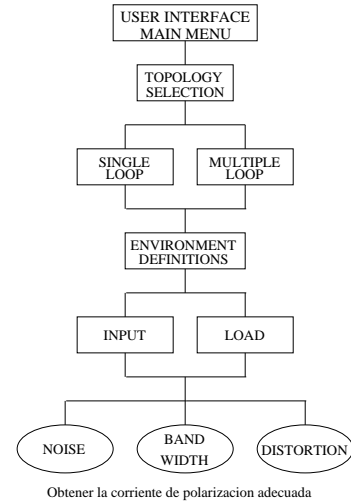 USER INTERFACE
MAIN MENU
TOPOLOGY
SELECTION
SINGLE
LOOP
MULTIPLE
LOOP
ENVIRONMENT
DEFINITIONS
INPUT
LOAD
NOISE
BAND
WIDTH
DISTORTION
Obtener la corriente de polarizacion adecuada